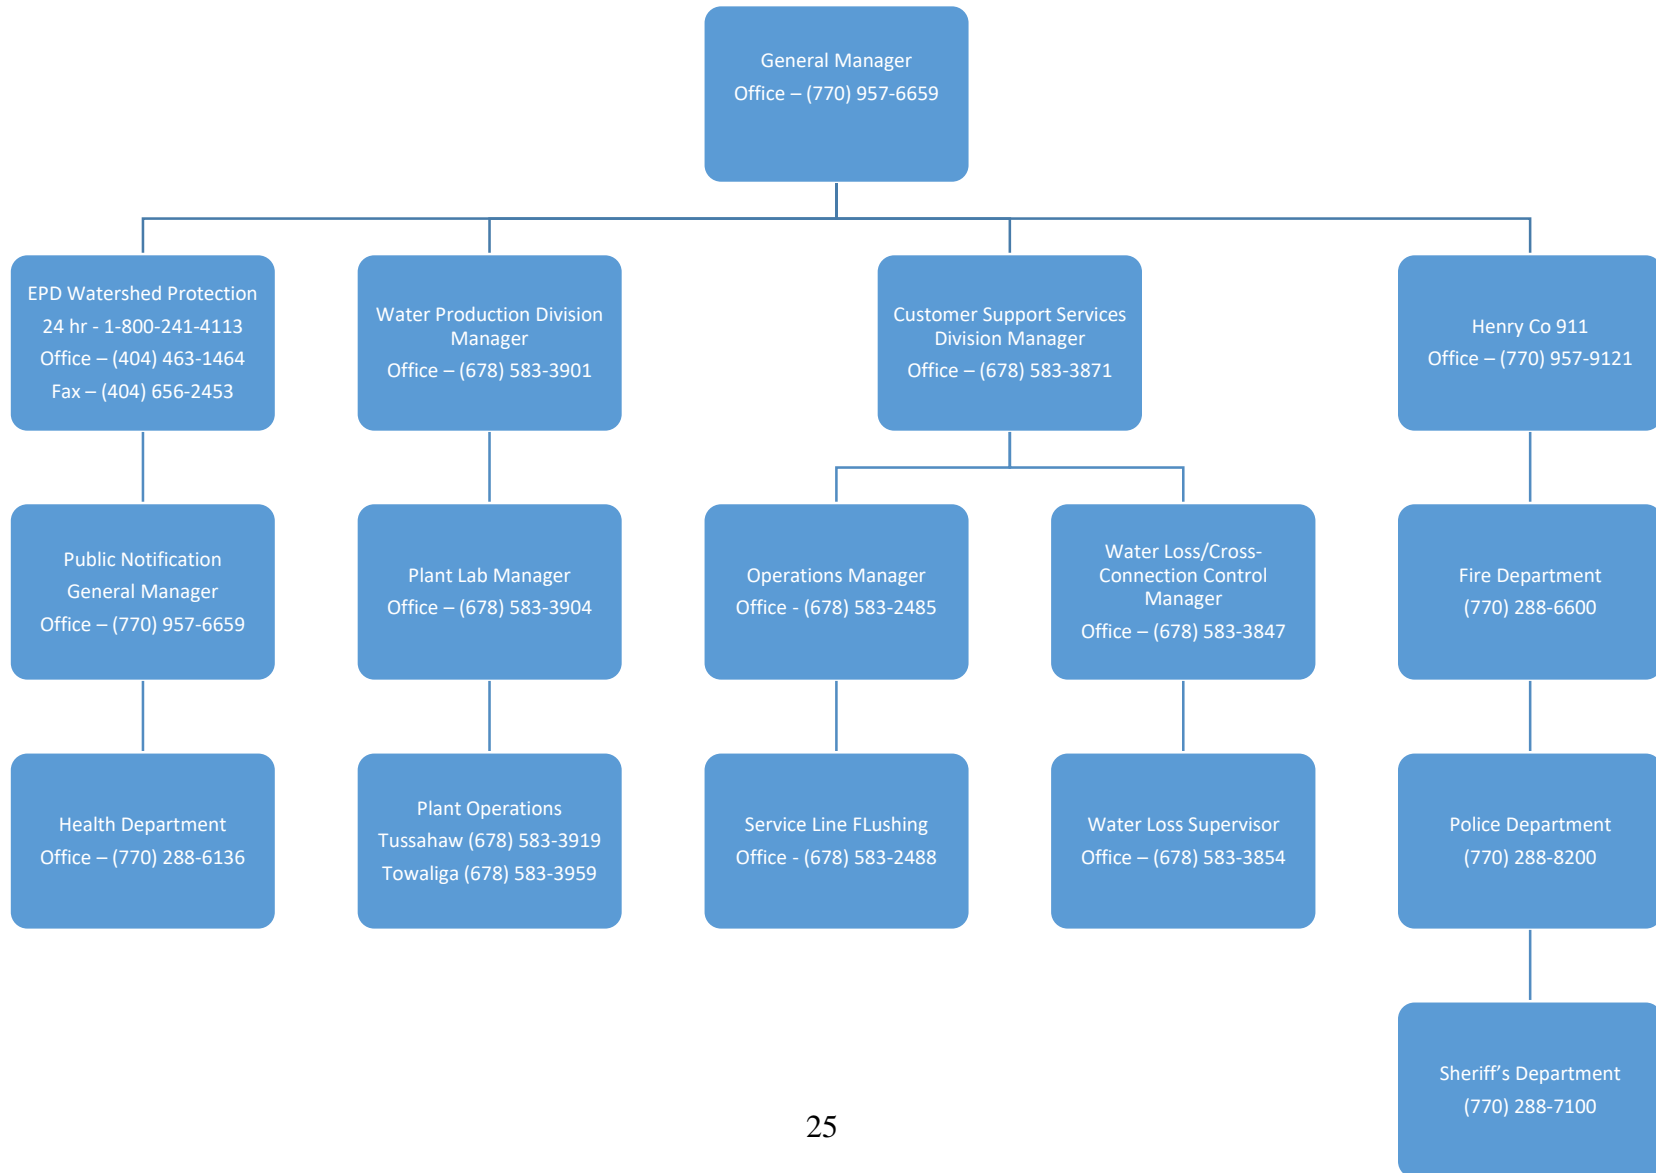 General Manager
Office – (770) 957-6659
EPD Watershed Protection
24 hr - 1-800-241-4113
Office – (404) 463-1464
Fax – (404) 656-2453
Water Production Division
Manager
Office – (678) 583-3901
Customer Support Services
Division Manager
Office – (678) 583-3871
Henry Co 911
Office – (770) 957-9121
Public Notification
General Manager
Office – (770) 957-6659
Plant Lab Manager
Office – (678) 583-3904
Operations Manager
Office - (678) 583-2485
Water Loss/Cross-
Connection Control
Manager
Office – (678) 583-3847
Fire Department
(770) 288-6600
Health Department
Office – (770) 288-6136
Plant Operations
Tussahaw (678) 583-3919
Towaliga (678) 583-3959
Service Line FLushing
Office - (678) 583-2488
Water Loss Supervisor
Office – (678) 583-3854
Police Department
(770) 288-8200
Sheriff’s Department
(770) 288-7100
25